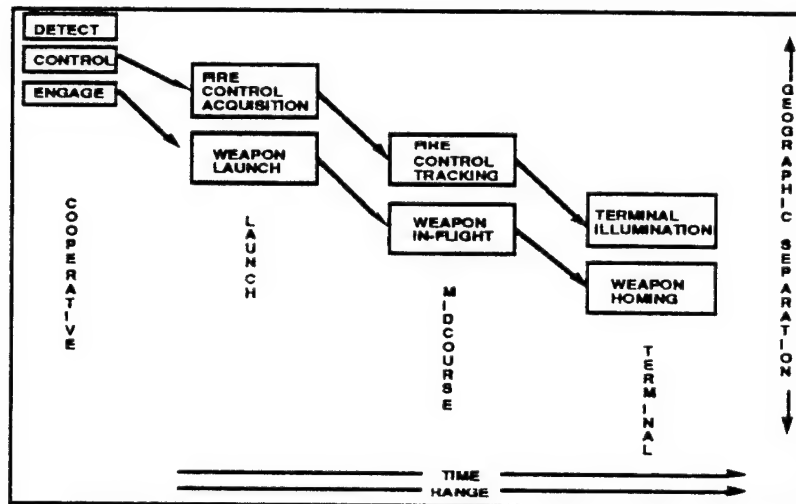 DETECT
CONTROL
ENGAGE
FIRE
CONTROL
ACQUISITION
WEAPON
LAUNCH
FIRE
CONTROL
TRACKING
WEAPON
IN-FLIGHT
TERMINAL
ILLUMINATION
WEAPON
HOMING
COOPERATIVE
LAUNCH
MIDCOURSE
TERMINAL
GEOGRAPHIC SEPARATION
TIME
RANGE